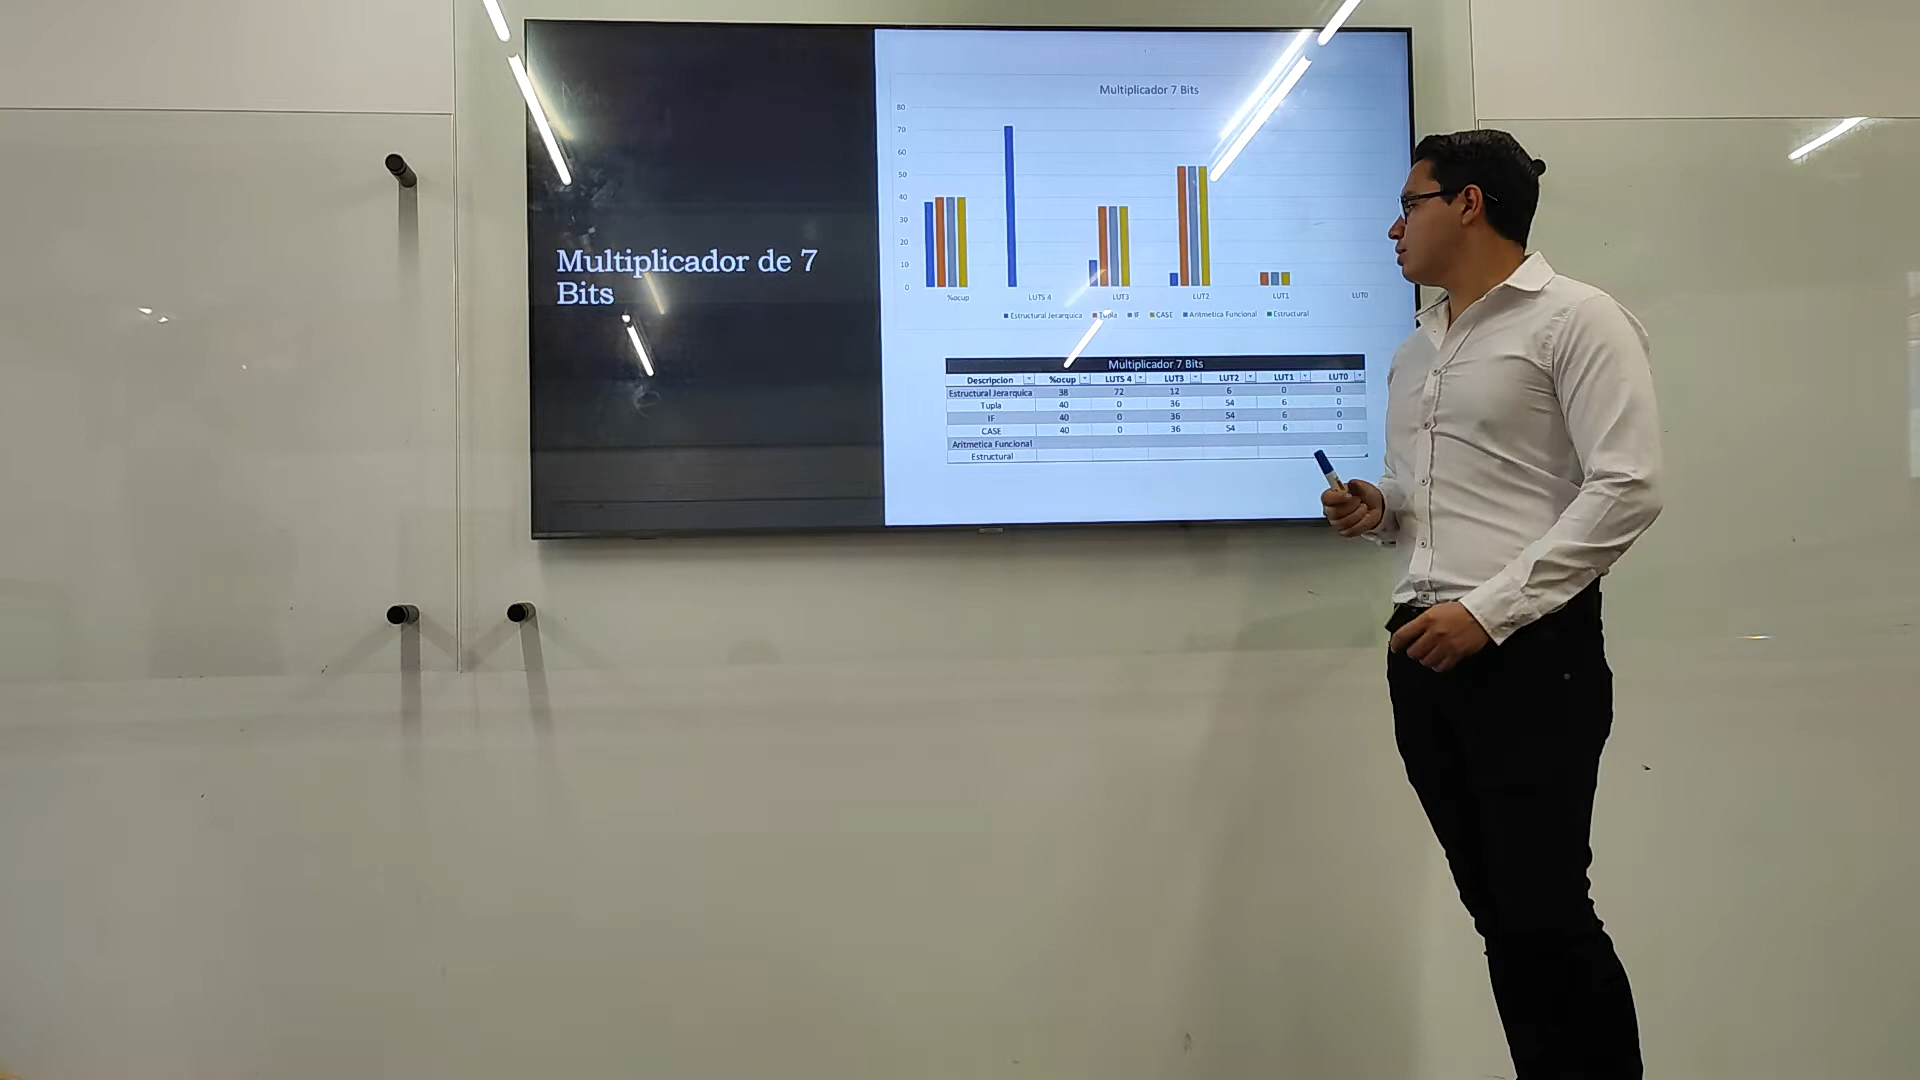 Multiplicador de 7
Bits
Multiplicador 7 Bits
80
70
60
50
40
30
20
10
0
%ocup LUTS 4 LUT3 LUT2 LUT1 LUT0
Estructural Jerarquica Tupla IF CASE Aritmetica Funcional Estructural
Multiplicador 7 Bits
Descripcion %ocup LUTS 4 LUT3 LUT2 LUT1 LUT0
Estructural Jerarquica 38 72 12 6 0 0
Tupla 40 0 36 54 6 0
IF 40 0 36 54 6 0
CASE 40 0 36 54 6 0
Aritmetica Funcional
Estructural